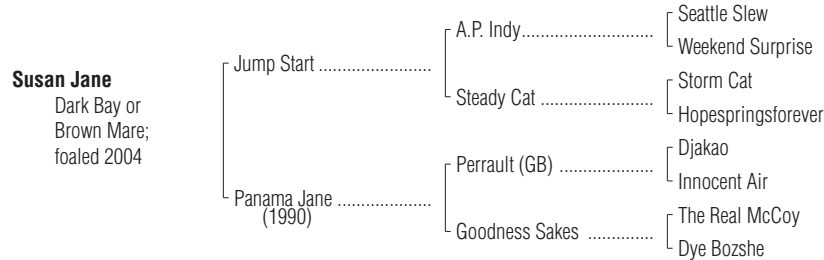 Susan Jane
Dark Bay or
Brown Mare;
foaled 2004
Jump Start ......................
Panama Jane ..................
(1990)
A.P. Indy.........................
Steady Cat .....................
Perrault (GB) .................
Goodness Sakes ............
Seattle Slew
Weekend Surprise
Storm Cat
Hopespringsforever
Djakao
Innocent Air
The Real McCoy
Dye Bozshe